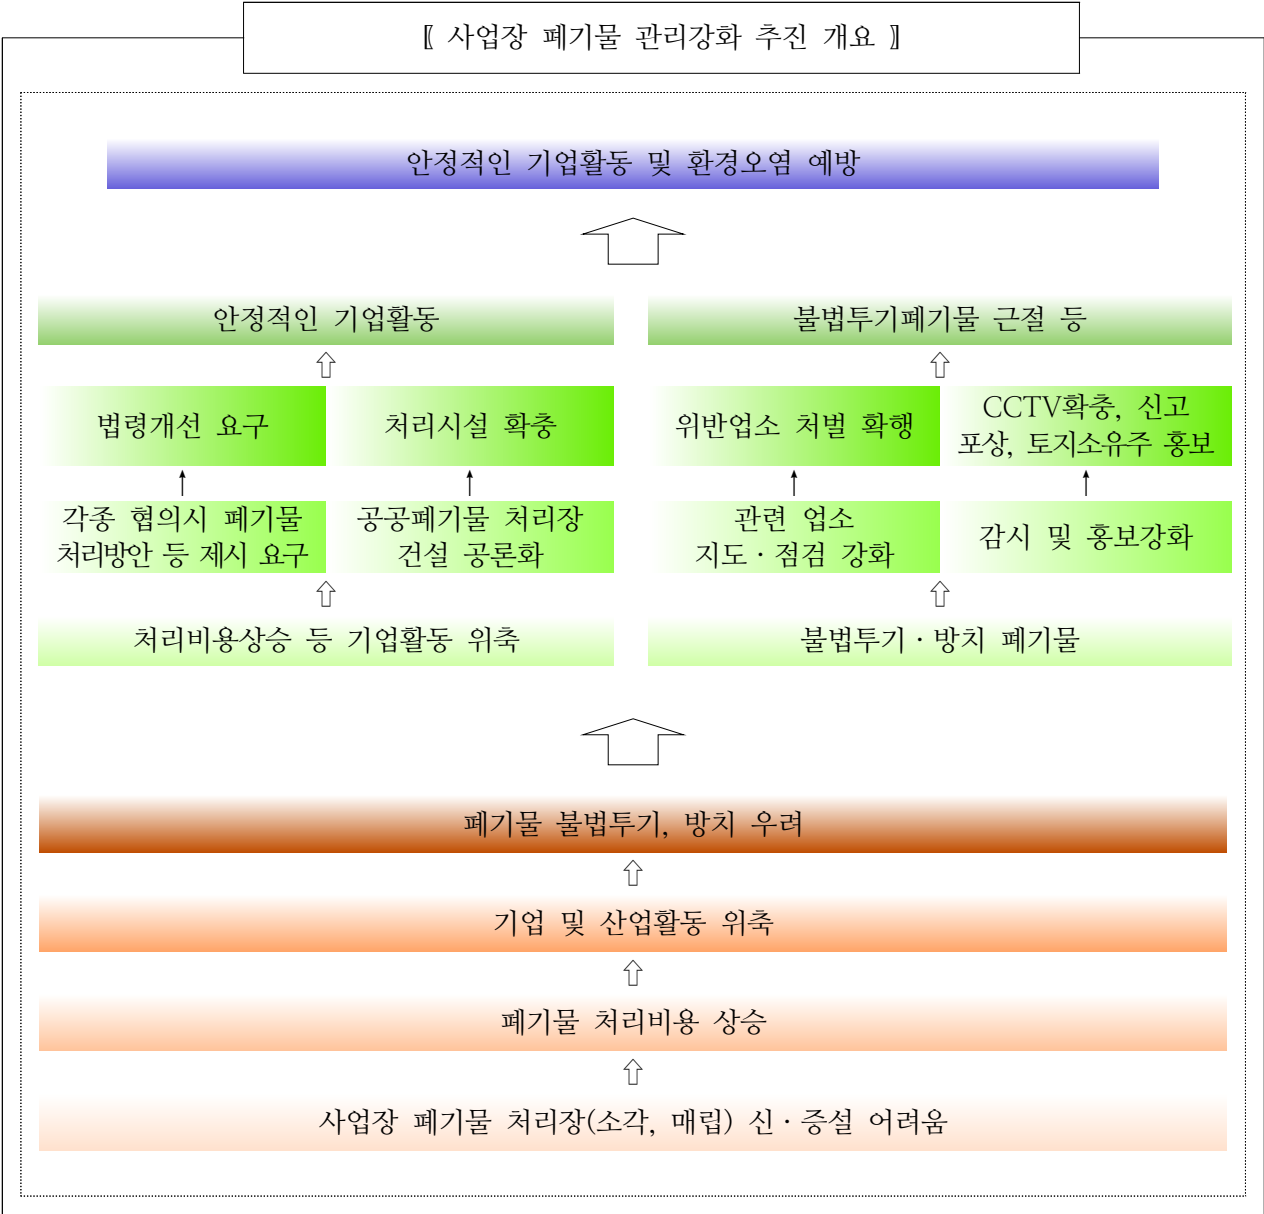 〖 사업장 폐기물 관리강화 추진 개요 〗
안정적인 기업활동 및 환경오염 예방
안정적인 기업활동
불법투기폐기물 근절 등
법령개선 요구
처리시설 확충
위반업소 처벌 확행
CCTV확충, 신고
포상, 토지소유주 홍보
각종 협의시 폐기물
처리방안 등 제시 요구
공공폐기물 처리장
건설 공론화
관련 업소
지도·점검 강화
감시 및 홍보강화
처리비용상승 등 기업활동 위축
불법투기·방치 폐기물
폐기물 불법투기, 방치 우려
기업 및 산업활동 위축
폐기물 처리비용 상승
사업장 폐기물 처리장(소각, 매립) 신·증설 어려움